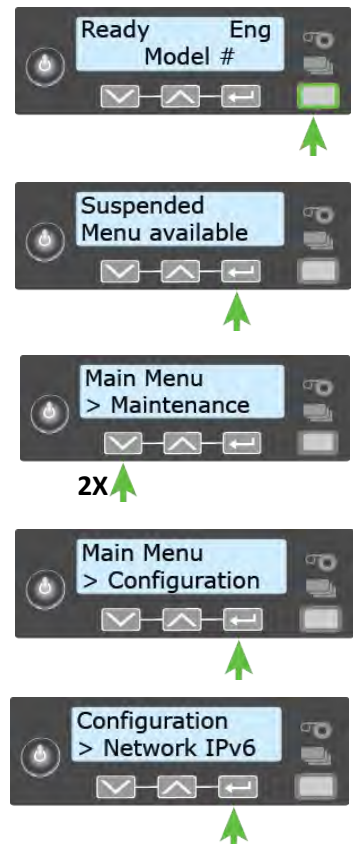 Ready Eng
Model #
Suspended
Menu available
Main Menu
> Maintenance
2X
Main Menu
> Configuration
Configuration
> Network IPv6